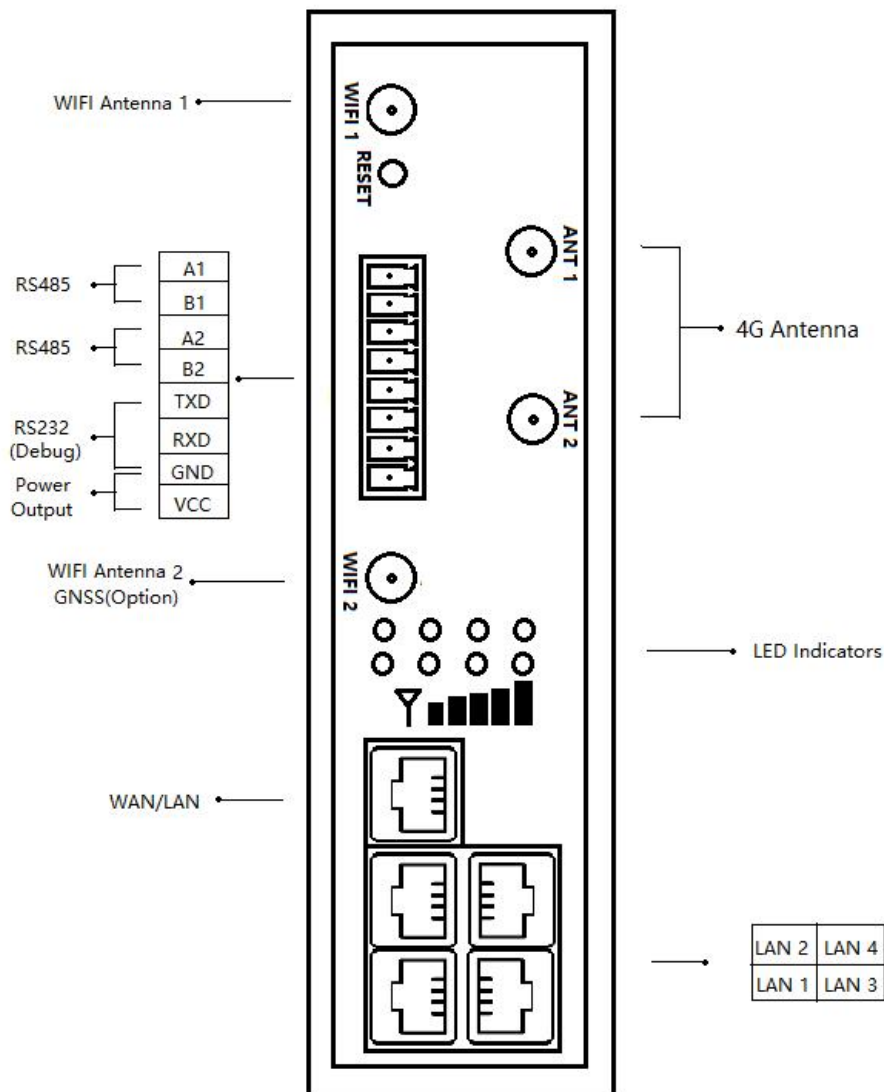 WIFI Antenna 1
WIFI 1
RESET
ANT 1
ANT 2
4G Antenna
RS485
A1
B1
RS485
A2
B2
RS232
(Debug)
TXD
RXD
GND
Power
Output
VCC
WIFI Antenna 2
GNSS(Option)
WIFI 2
LED Indicators
WAN/LAN
LAN 2 LAN 4
LAN 1 LAN 3